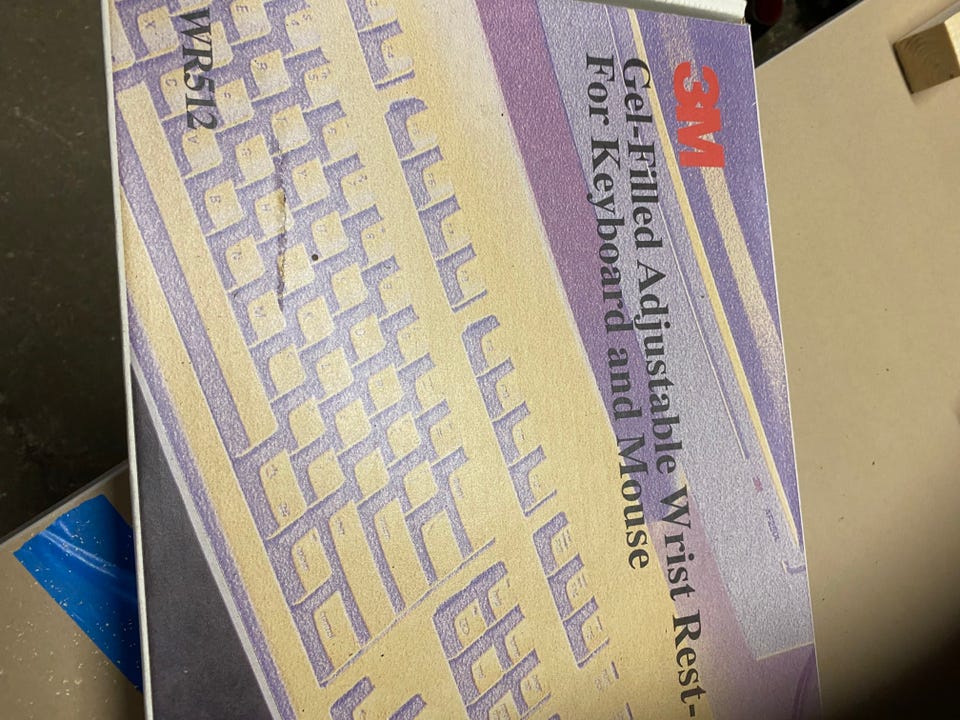 3M
Gel-Filled Adjustable Wrist Rest-
For Keyboard and Mouse
WR512